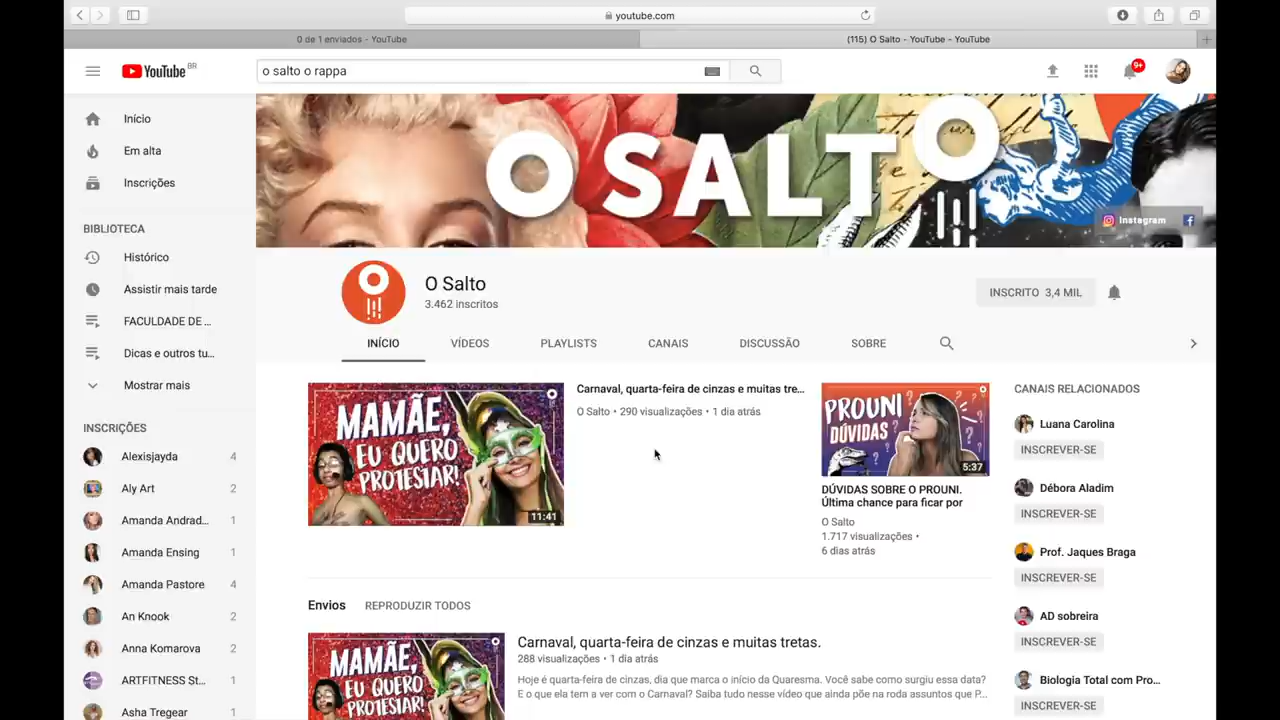 youtube.com
0 de 1 enviados - YouTube
(115) O Salto - YouTube - YouTube
YouTube BR
o salto o rappa
9+
Início
Em alta
Inscrições
BIBLIOTECA
Histórico
Assistir mais tarde
FACULDADE DE ...
Dicas e outros tu...
Mostrar mais
INSCRIÇÕES
Alexisjayda 4
Aly Art 2
Amanda Andrad... 1
Amanda Ensing 1
Amanda Pastore 4
An Knook 2
Anna Komarova 2
ARTFITNESS St... 1
Asha Tregear 1
O SALTO
Instagram
O Salto
3.462 inscritos
INSCRITO 3,4 MIL
INÍCIO
VÍDEOS
PLAYLISTS
CANAIS
DISCUSSÃO
SOBRE
MAMÃE,
EU QUERO
PROTESTAR!
11:41
Carnaval, quarta-feira de cinzas e muitas tre...
O Salto • 290 visualizações • 1 dia atrás
PROUNI
DÚVIDAS
5:37
DÚVIDAS SOBRE O PROUNI.
Última chance para ficar por
O Salto
1.717 visualizações •
6 dias atrás
Envios
REPRODUZIR TODOS
MAMÃE,
EU QUERO
PROTESTAR!
Carnaval, quarta-feira de cinzas e muitas tretas.
288 visualizações • 1 dia atrás
Hoje é quarta-feira de cinzas, dia que marca o início da Quaresma. Você sabe como surgiu essa data?
E o que ela tem a ver com o Carnaval? Saiba tudo nesse vídeo que ainda põe na roda assuntos que P...
CANAIS RELACIONADOS
Luana Carolina
INSCREVER-SE
Débora Aladim
INSCREVER-SE
Prof. Jaques Braga
INSCREVER-SE
AD sobreira
INSCREVER-SE
Biologia Total com Pro...
INSCREVER-SE